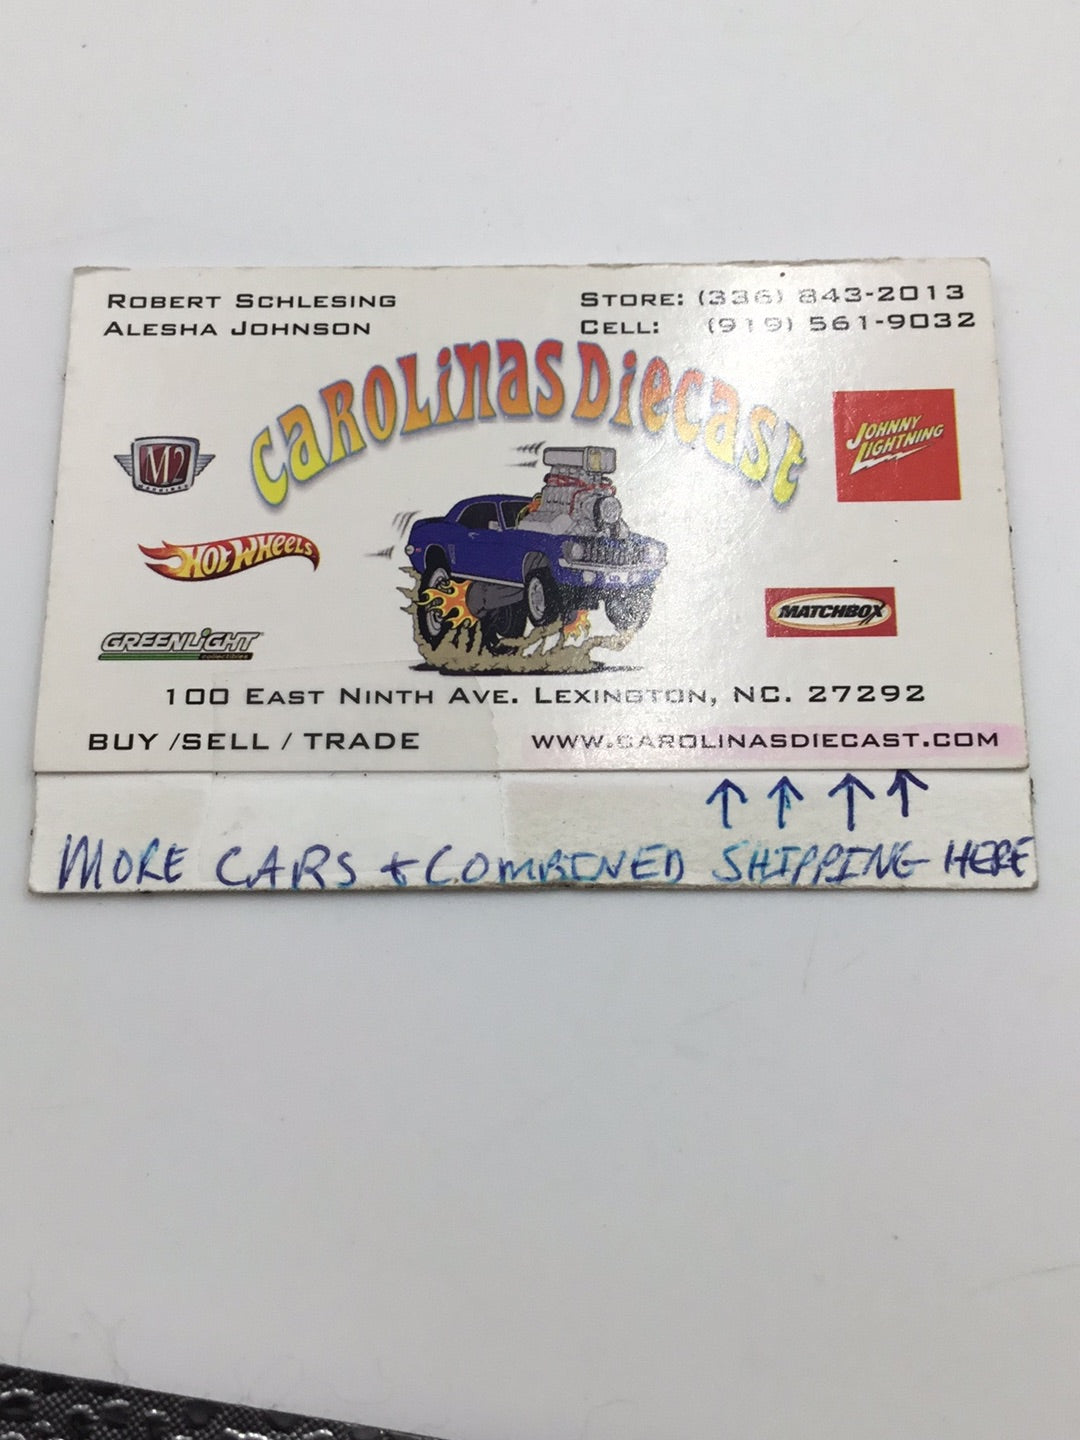 ROBERT SCHLESING
ALESHA JOHNSON
STORE: (336) 843-2013
CELL: (919) 561-9032
CAROLINAS DIECAST
M2
MACHINES
JOHNNY LIGHTNING
HOT WHEELS
MATCHBOX
GREENLIGHT
collectibles
100 EAST NINTH AVE. LEXINGTON, NC. 27292
BUY /SELL / TRADE
WWW.CAROLINASDIECAST.COM
MORE CARS + COMBINED SHIPPING HERE